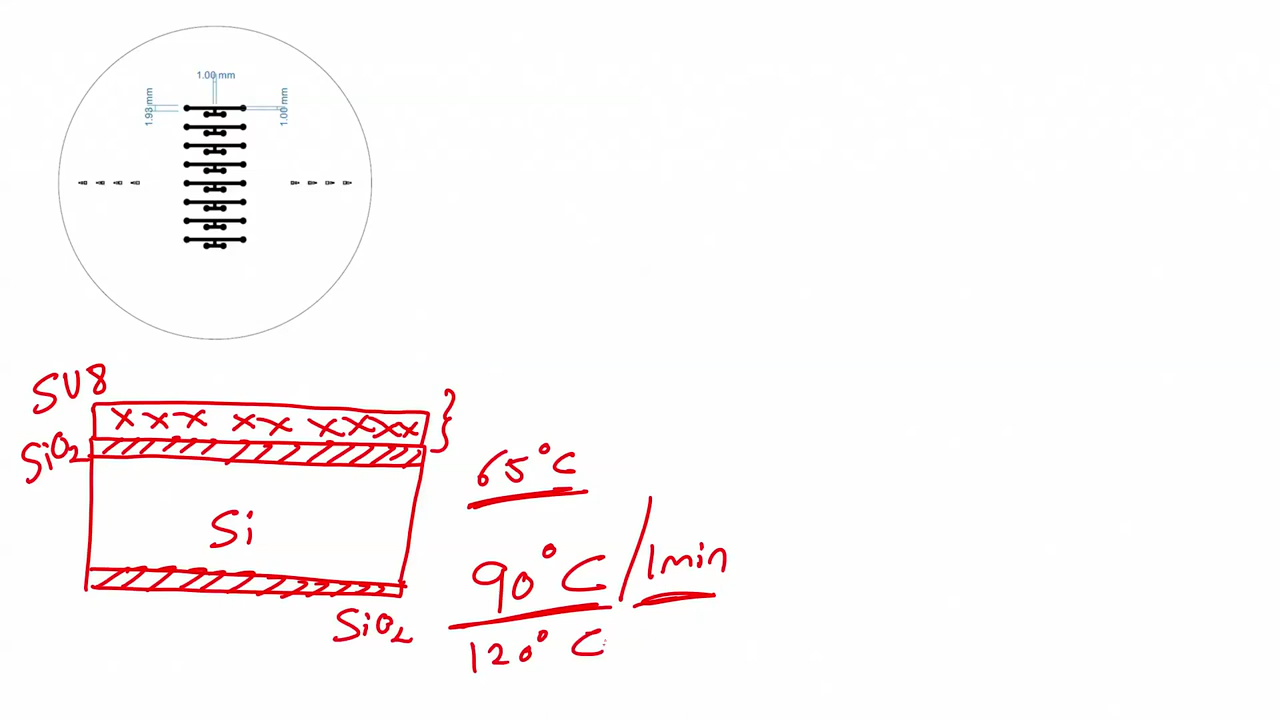 1.00 mm
1.93 mm
1.00 mm
SU8
SiO2
Si
SiO2
65°C
90°C / 1min
120°C